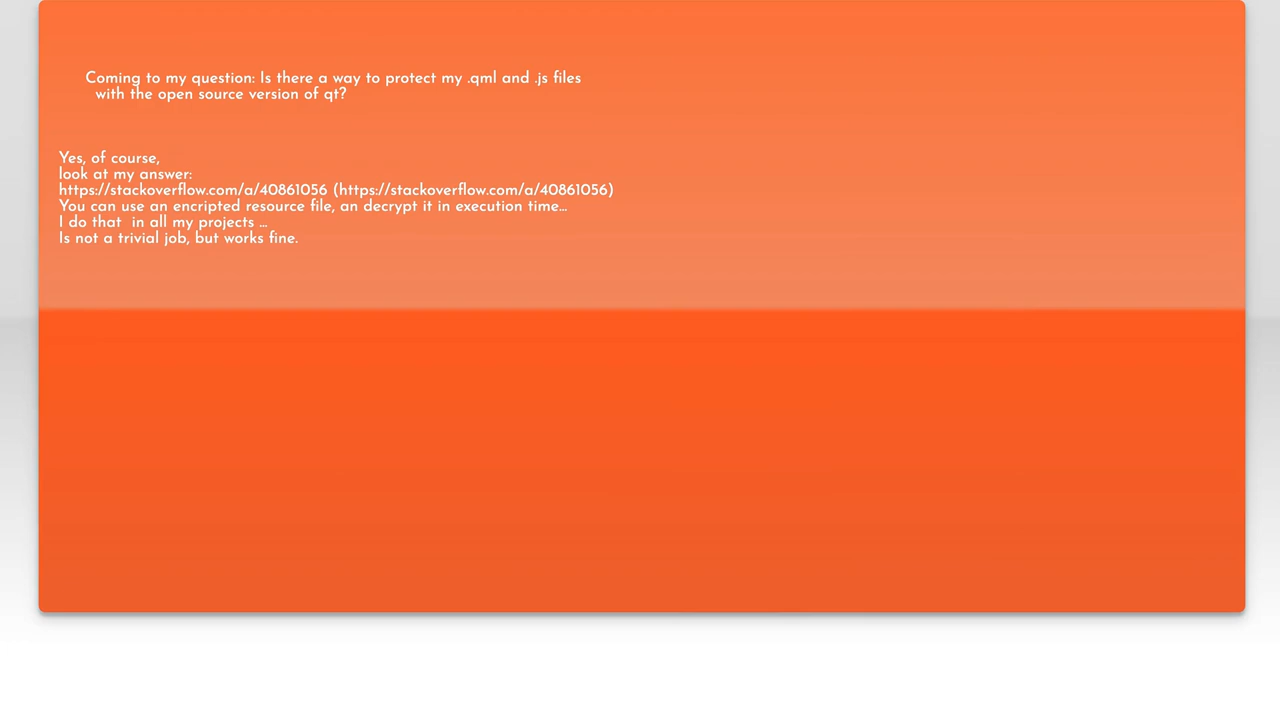 Coming to my question: Is there a way to protect my .qml and .js files
with the open source version of qt?
Yes, of course,
look at my answer:
https://stackoverflow.com/a/40861056 (https://stackoverflow.com/a/40861056)
You can use an encripted resource file, an decrypt it in execution time...
I do that  in all my projects ...
Is not a trivial job, but works fine.